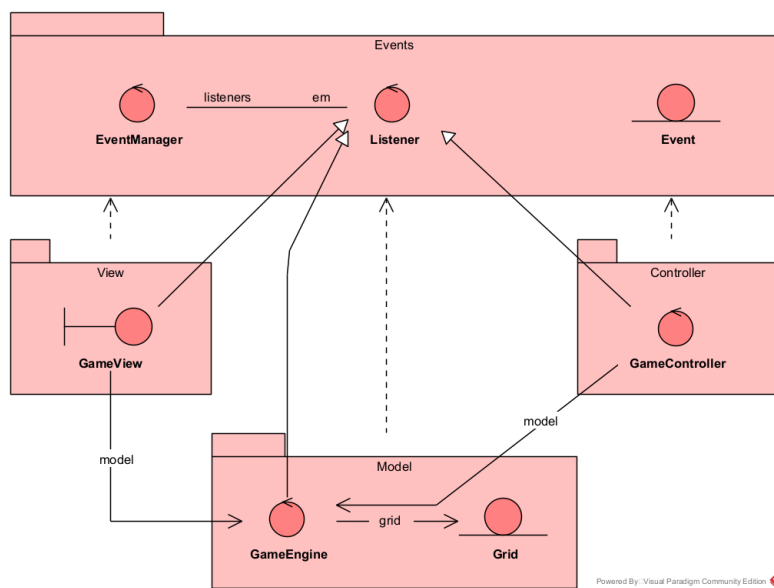 Events
listeners em
EventManager Listener Event
View Controller
GameView GameController
model
model
Model
grid
GameEngine Grid
Powered By Visual Paradigm Community Edition